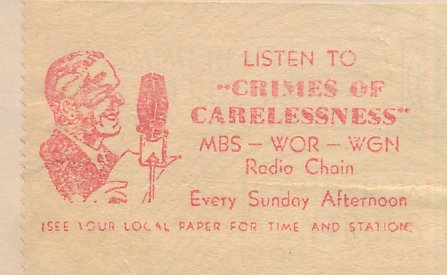 LISTEN TO
"CRIMES OF
CARELESSNESS"
MBS — WOR — WGN
Radio Chain
Every Sunday Afternoon
(SEE YOUR LOCAL PAPER FOR TIME AND STATION)